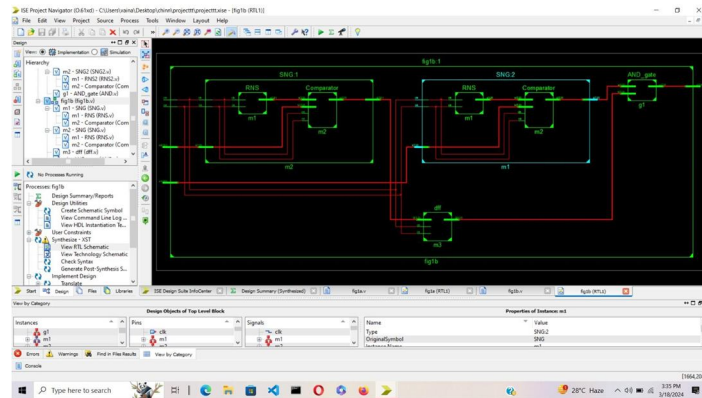 ISE Project Navigator (O.61xd) - C:\Users\vaina\Desktop\chinet\projecttt\projecttt.xise - [fig1b (RTL1)]
File Edit View Project Source Process Tools Window Layout Help
Design
View: Implementation Simulation
Hierarchy
m2 - SNG2 (SNG2.v)
m1 - RNS2 (RNS2.v)
m2 - Comparator (Com
g1 - AND_gate (AND.v)
fig1b (fig1b.v)
m1 - SNG (SNG.v)
m1 - RNS (RNS.v)
m2 - Comparator (Com
m2 - SNG (SNG.v)
m1 - RNS (RNS.v)
m2 - Comparator (Com
m3 - dff (dff.v)
No Processes Running
Processes: fig1b
Design Summary/Reports
Design Utilities
Create Schematic Symbol
View Command Line Log ...
View HDL Instantiation Te...
User Constraints
Synthesize - XST
View RTL Schematic
View Technology Schematic
Check Syntax
Generate Post-Synthesis S...
Implement Design
Translate
fig1b:1
SNG:1
RNS
Comparator
m1
m2
m2
SNG:2
RNS
Comparator
m1
m2
m1
AND_gate
g1
dff
m3
fig1b
Start Design Files Libraries
ISE Design Suite InfoCenter Design Summary (Synthesized) fig1a.v fig1a (RTL1) fig1b.v fig1b (RTL1)
View by Category
Design Objects of Top Level Block Properties of Instance: m1
Instances Pins Signals Name Value
g1 clk clk Type SNG:2
m1 m1 m1 OriginalSymbol SNG
m2 m2 m2 Instance Name m1
Errors Warnings Find in Files Results View by Category
Console
[1664,20
Type here to search
28°C Haze
3:35 PM
3/18/2024